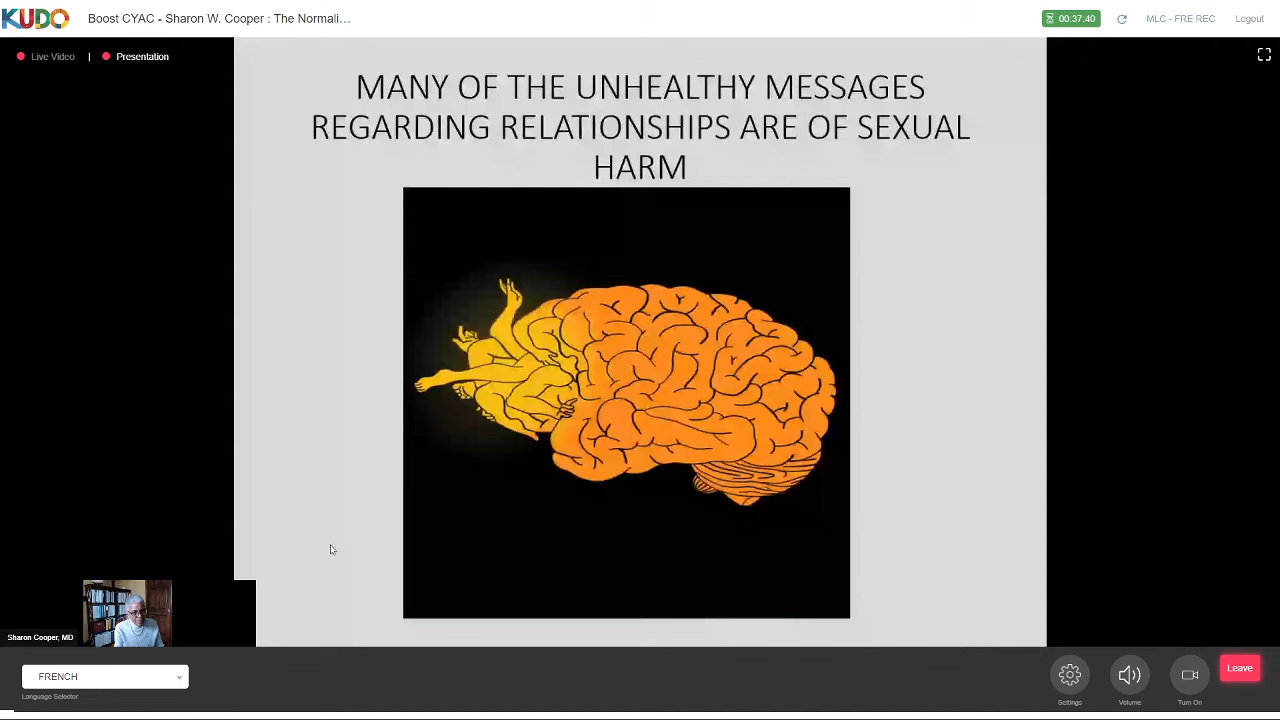 KUDO
Boost CYAC - Sharon W. Cooper : The Normali...
00:37:40
MLC - FRE REC
Logout
Live Video | Presentation
MANY OF THE UNHEALTHY MESSAGES
REGARDING RELATIONSHIPS ARE OF SEXUAL
HARM
Sharon Cooper, MD
FRENCH
Language Selector
Settings
Volume
Turn On
Leave